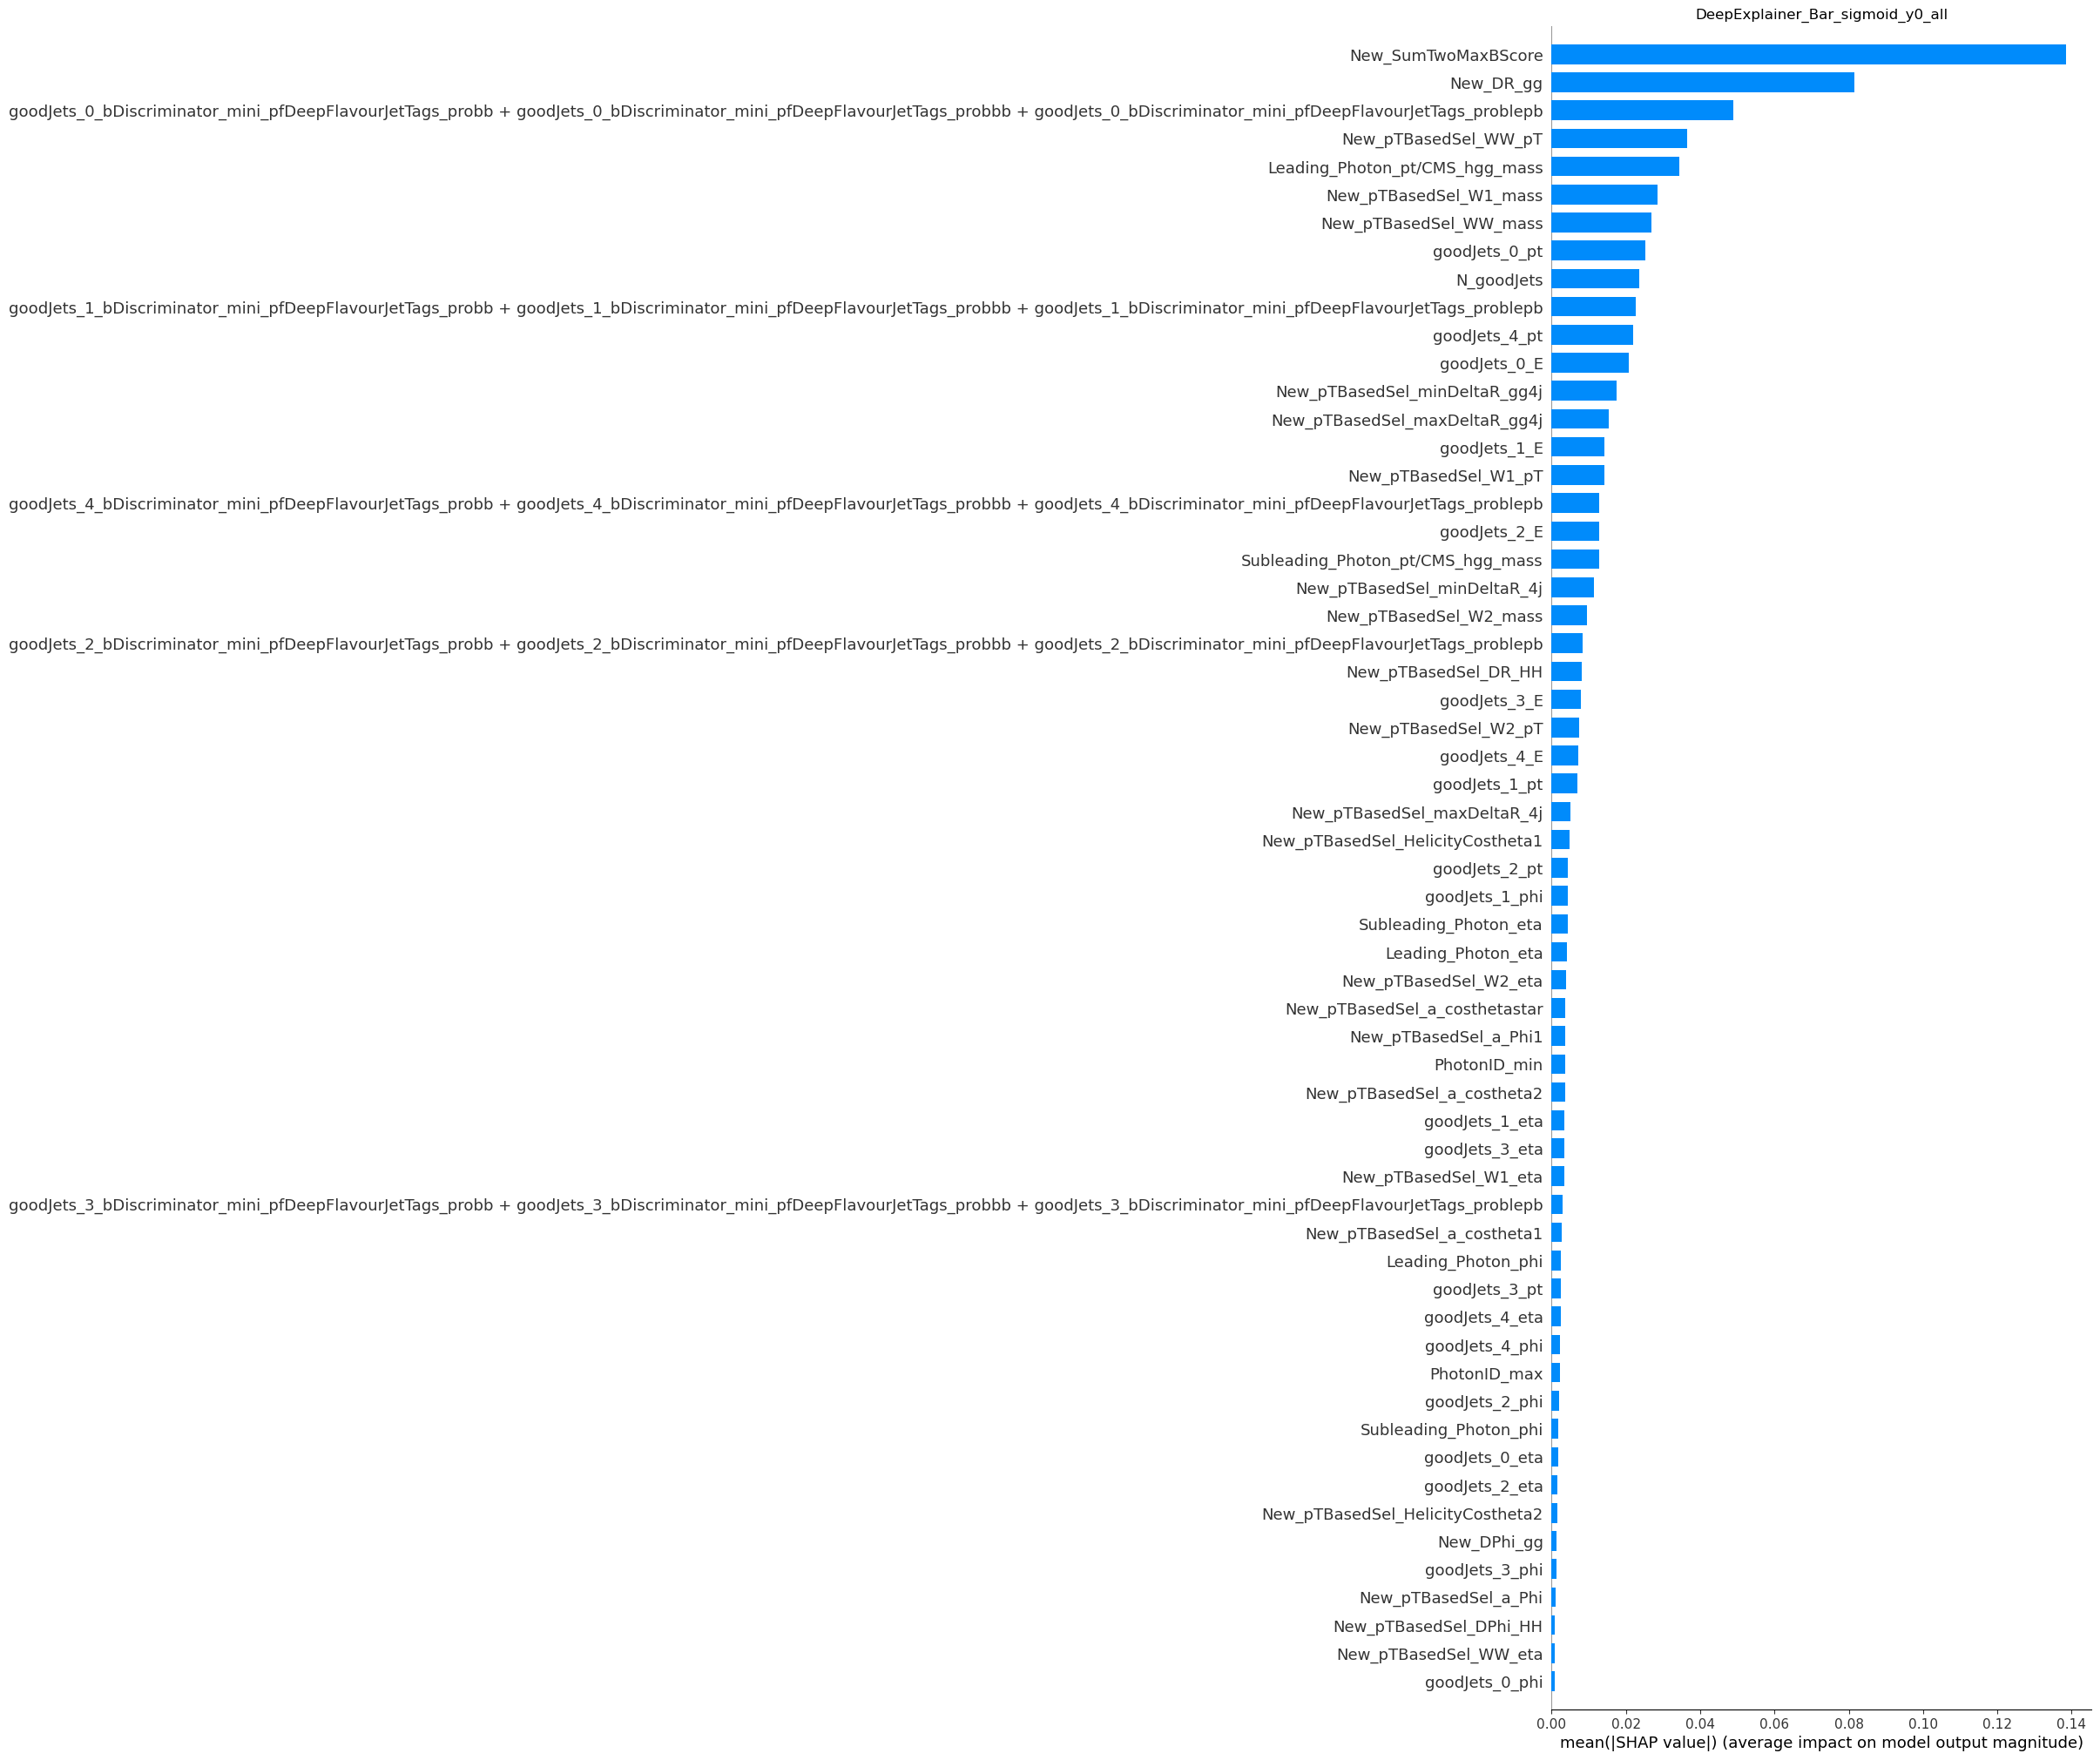 DeepExplainer_Bar_sigmoid_y0_all
New_SumTwoMaxBScore
New_DR_gg
goodJets_0_bDiscriminator_mini_pfDeepFlavourJetTags_probb + goodJets_0_bDiscriminator_mini_pfDeepFlavourJetTags_probbb + goodJets_0_bDiscriminator_mini_pfDeepFlavourJetTags_problepb
New_pTBasedSel_WW_pT
Leading_Photon_pt/CMS_hgg_mass
New_pTBasedSel_W1_mass
New_pTBasedSel_WW_mass
goodJets_0_pt
N_goodJets
goodJets_1_bDiscriminator_mini_pfDeepFlavourJetTags_probb + goodJets_1_bDiscriminator_mini_pfDeepFlavourJetTags_probbb + goodJets_1_bDiscriminator_mini_pfDeepFlavourJetTags_problepb
goodJets_4_pt
goodJets_0_E
New_pTBasedSel_minDeltaR_gg4j
New_pTBasedSel_maxDeltaR_gg4j
goodJets_1_E
New_pTBasedSel_W1_pT
goodJets_4_bDiscriminator_mini_pfDeepFlavourJetTags_probb + goodJets_4_bDiscriminator_mini_pfDeepFlavourJetTags_probbb + goodJets_4_bDiscriminator_mini_pfDeepFlavourJetTags_problepb
goodJets_2_E
Subleading_Photon_pt/CMS_hgg_mass
New_pTBasedSel_minDeltaR_4j
New_pTBasedSel_W2_mass
goodJets_2_bDiscriminator_mini_pfDeepFlavourJetTags_probb + goodJets_2_bDiscriminator_mini_pfDeepFlavourJetTags_probbb + goodJets_2_bDiscriminator_mini_pfDeepFlavourJetTags_problepb
New_pTBasedSel_DR_HH
goodJets_3_E
New_pTBasedSel_W2_pT
goodJets_4_E
goodJets_1_pt
New_pTBasedSel_maxDeltaR_4j
New_pTBasedSel_HelicityCostheta1
goodJets_2_pt
goodJets_1_phi
Subleading_Photon_eta
Leading_Photon_eta
New_pTBasedSel_W2_eta
New_pTBasedSel_a_costhetastar
New_pTBasedSel_a_Phi1
PhotonID_min
New_pTBasedSel_a_costheta2
goodJets_1_eta
goodJets_3_eta
New_pTBasedSel_W1_eta
goodJets_3_bDiscriminator_mini_pfDeepFlavourJetTags_probb + goodJets_3_bDiscriminator_mini_pfDeepFlavourJetTags_probbb + goodJets_3_bDiscriminator_mini_pfDeepFlavourJetTags_problepb
New_pTBasedSel_a_costheta1
Leading_Photon_phi
goodJets_3_pt
goodJets_4_eta
goodJets_4_phi
PhotonID_max
goodJets_2_phi
Subleading_Photon_phi
goodJets_0_eta
goodJets_2_eta
New_pTBasedSel_HelicityCostheta2
New_DPhi_gg
goodJets_3_phi
New_pTBasedSel_a_Phi
New_pTBasedSel_DPhi_HH
New_pTBasedSel_WW_eta
goodJets_0_phi
0.00 0.02 0.04 0.06 0.08 0.10 0.12 0.14
mean(|SHAP value|) (average impact on model output magnitude)